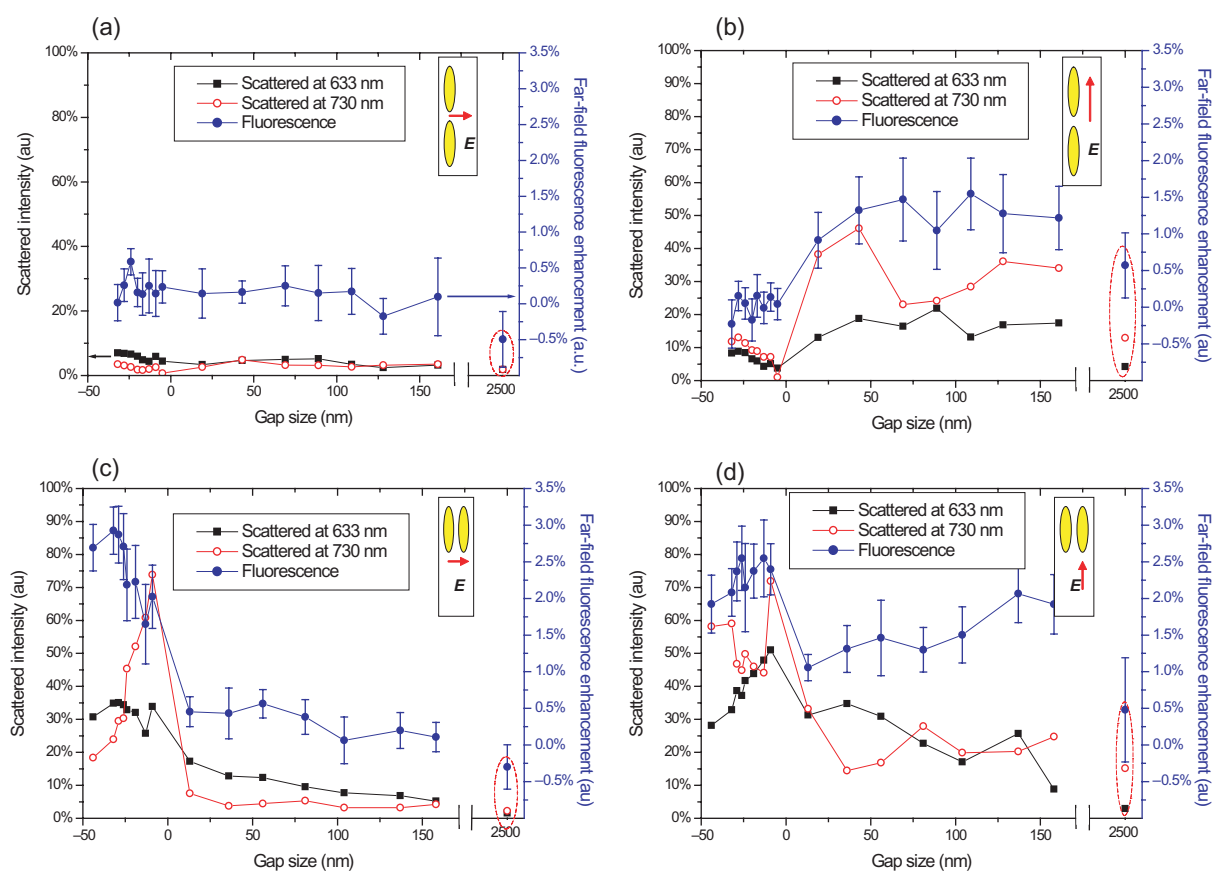 (a)
Scattered intensity (au)
100%
90%
80%
70%
60%
50%
40%
30%
20%
10%
0%
Scattered at 633 nm
Scattered at 730 nm
Fluorescence
E
3.5%
3.0%
2.5%
2.0%
1.5%
1.0%
0.5%
0.0%
−0.5%
Far-field fluorescence enhancement (a.u.)
−50 0 50 100 150 2500
Gap size (nm)
(b)
Scattered intensity (au)
100%
90%
80%
70%
60%
50%
40%
30%
20%
10%
0%
Scattered at 633 nm
Scattered at 730 nm
Fluorescence
E
3.5%
3.0%
2.5%
2.0%
1.5%
1.0%
0.5%
0.0%
−0.5%
Far-field fluorescence enhancement (au)
−50 0 50 100 150 2500
Gap size (nm)
(c)
Scattered intensity (au)
100%
90%
80%
70%
60%
50%
40%
30%
20%
10%
0%
Scattered at 633 nm
Scattered at 730 nm
Fluorescence
E
3.5%
3.0%
2.5%
2.0%
1.5%
1.0%
0.5%
0.0%
−0.5%
Far-field fluorescence enhancement (au)
−50 0 50 100 150 2500
Gap size (nm)
(d)
Scattered intensity (au)
100%
90%
80%
70%
60%
50%
40%
30%
20%
10%
0%
Scattered at 633 nm
Scattered at 730 nm
Fluorescence
E
3.5%
3.0%
2.5%
2.0%
1.5%
1.0%
0.5%
0.0%
−0.5%
Far-field fluorescence enhancement (au)
−50 0 50 100 150 2500
Gap size (nm)